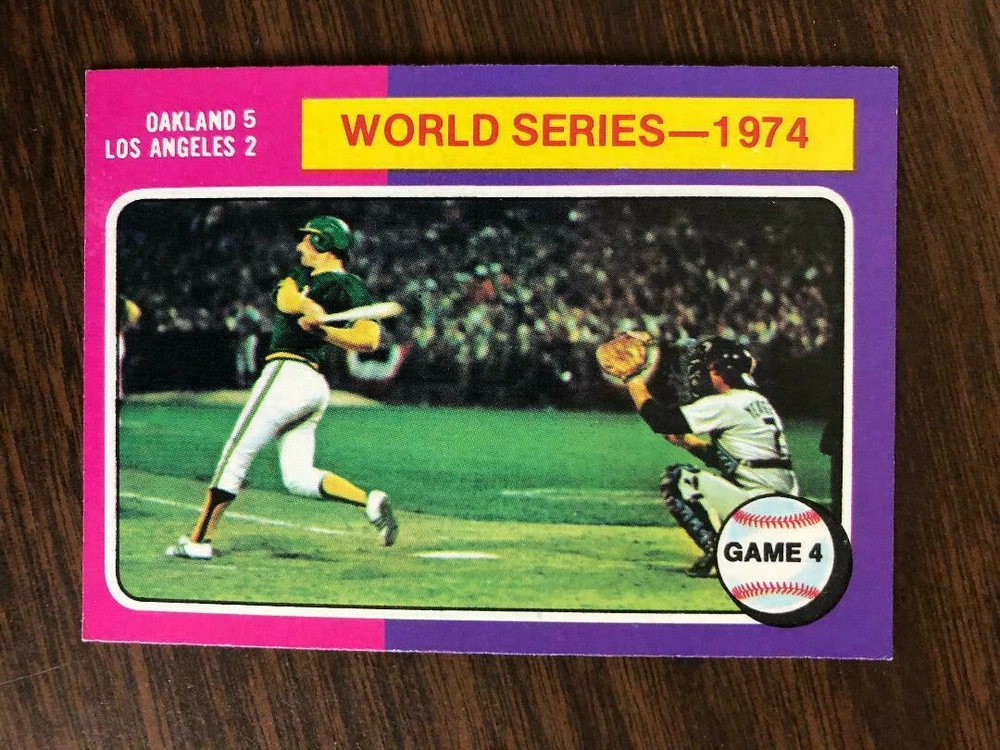 OAKLAND 5
LOS ANGELES 2
WORLD SERIES—1974
GAME 4